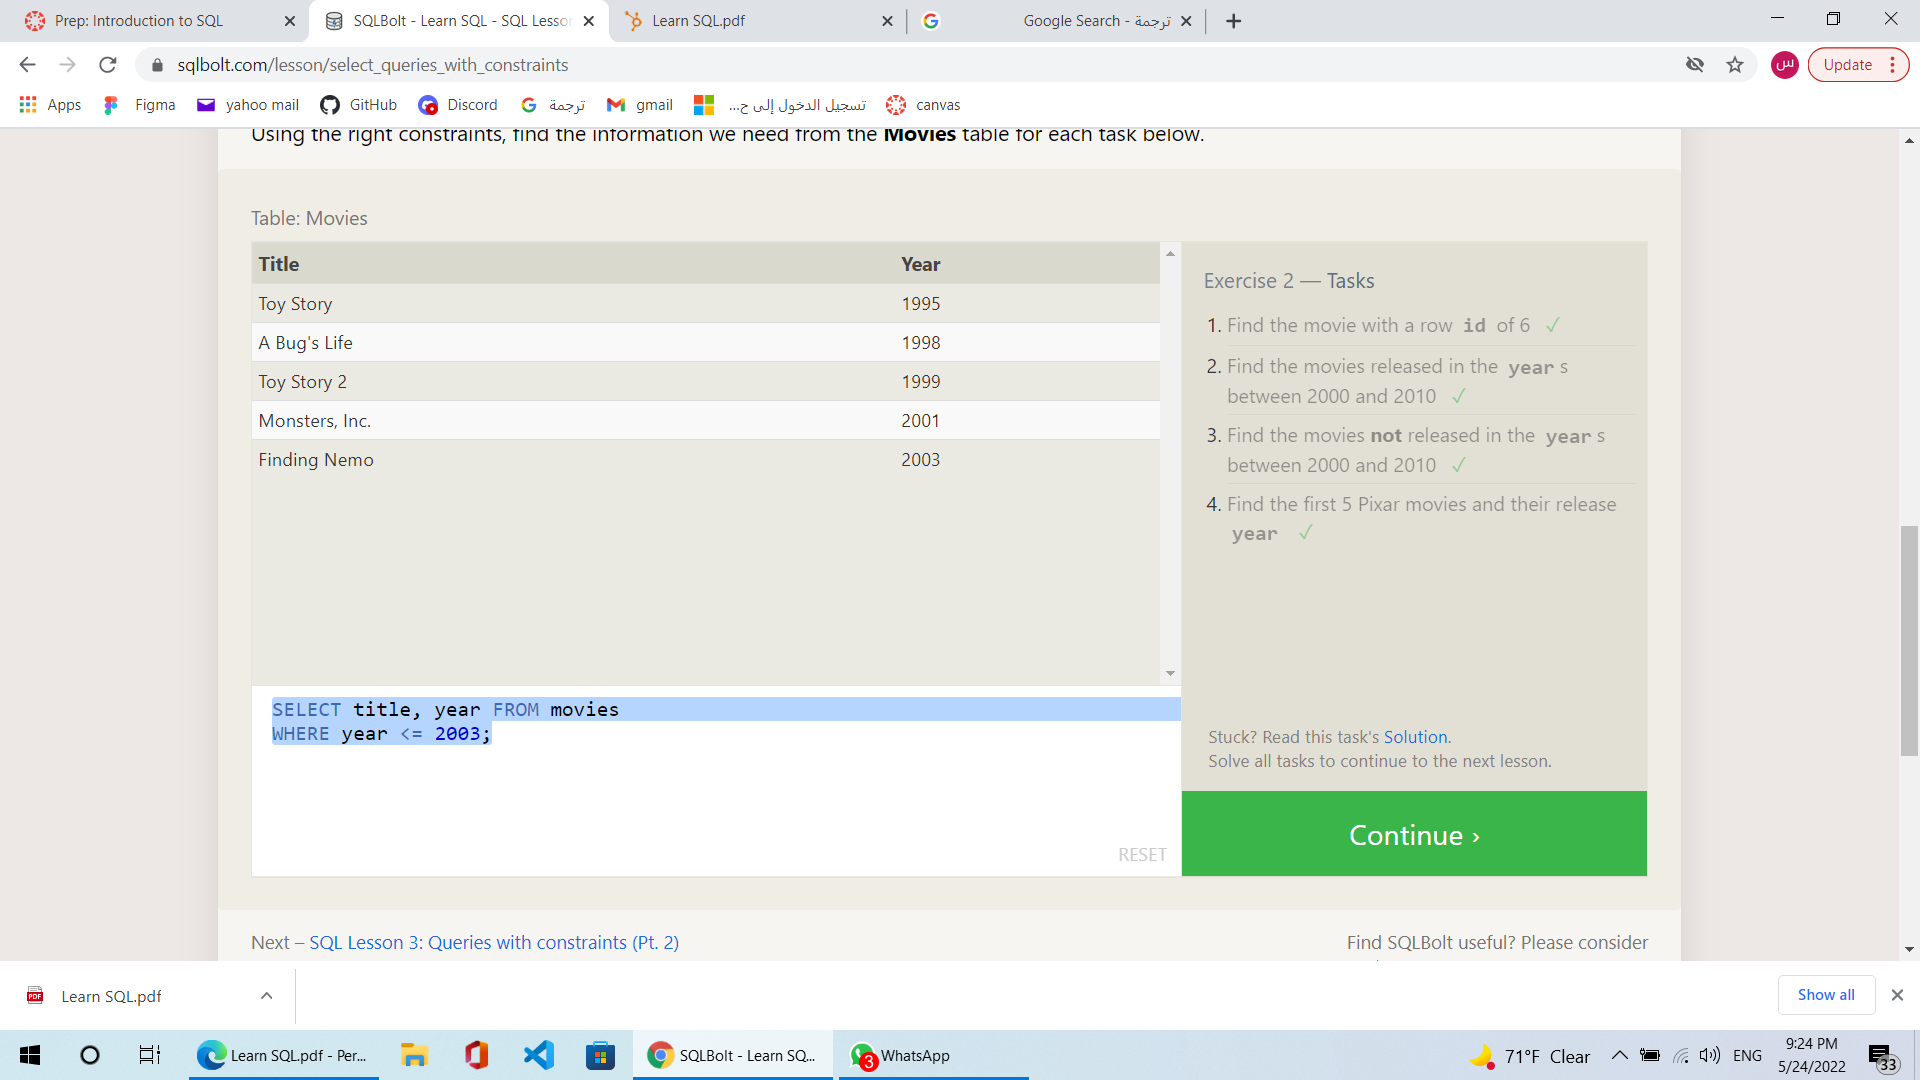 Prep: Introduction to SQL
SQLBolt - Learn SQL - SQL Lesson
Learn SQL.pdf
ترجمة - Google Search
sqlbolt.com/lesson/select_queries_with_constraints
س
Update
Apps
Figma
yahoo mail
GitHub
Discord
ترجمة
gmail
تسجيل الدخول إلى ح...
canvas
Using the right constraints, find the information we need from the Movies table for each task below.
Table: Movies
Title Year
Toy Story 1995
A Bug's Life 1998
Toy Story 2 1999
Monsters, Inc. 2001
Finding Nemo 2003
SELECT title, year FROM movies
WHERE year <= 2003;
RESET
Exercise 2 — Tasks
1. Find the movie with a row id of 6 ✓
2. Find the movies released in the year s
between 2000 and 2010 ✓
3. Find the movies not released in the year s
between 2000 and 2010 ✓
4. Find the first 5 Pixar movies and their release
year ✓
Stuck? Read this task's Solution.
Solve all tasks to continue to the next lesson.
Continue ›
Next – SQL Lesson 3: Queries with constraints (Pt. 2)
Find SQLBolt useful? Please consider
PDF
Learn SQL.pdf
Show all
Learn SQL.pdf - Per...
SQLBolt - Learn SQ...
3
WhatsApp
71°F Clear
ENG
9:24 PM
5/24/2022
33